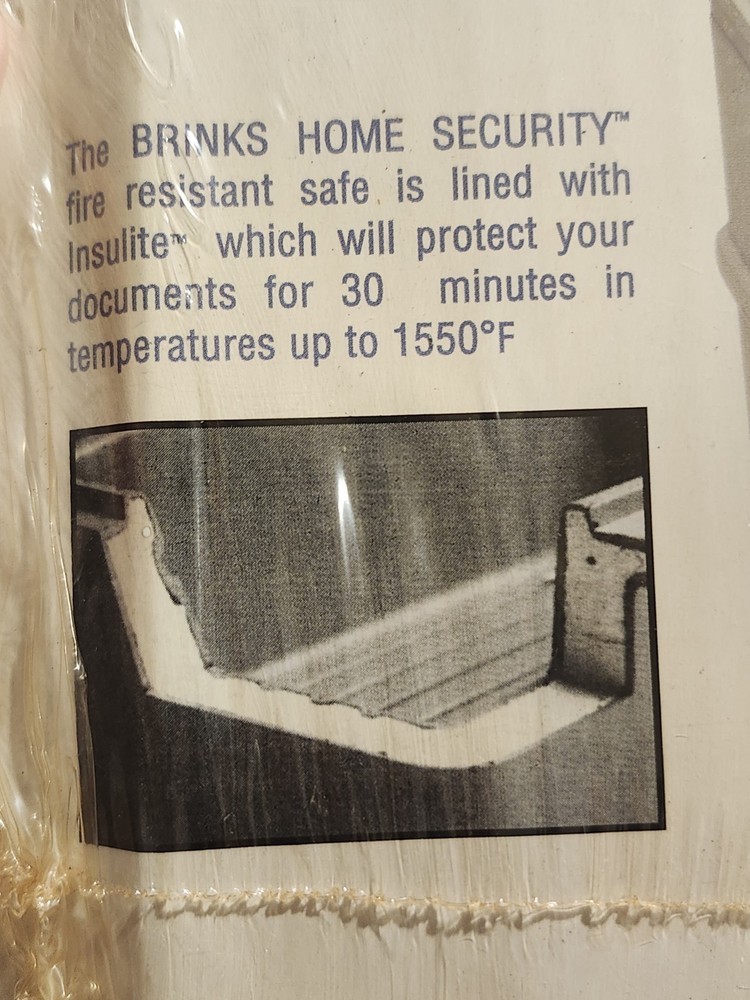 The BRINKS HOME SECURITY™
fire resistant safe is lined with
Insulite™ which will protect your
documents for 30 minutes in
temperatures up to 1550°F